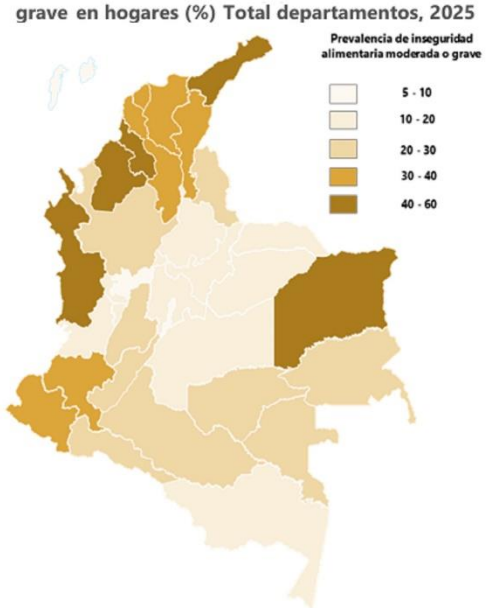 grave en hogares (%) Total departamentos, 2025
Prevalencia de inseguridad
alimentaria moderada o grave
5 - 10
10 - 20
20 - 30
30 - 40
40 - 60